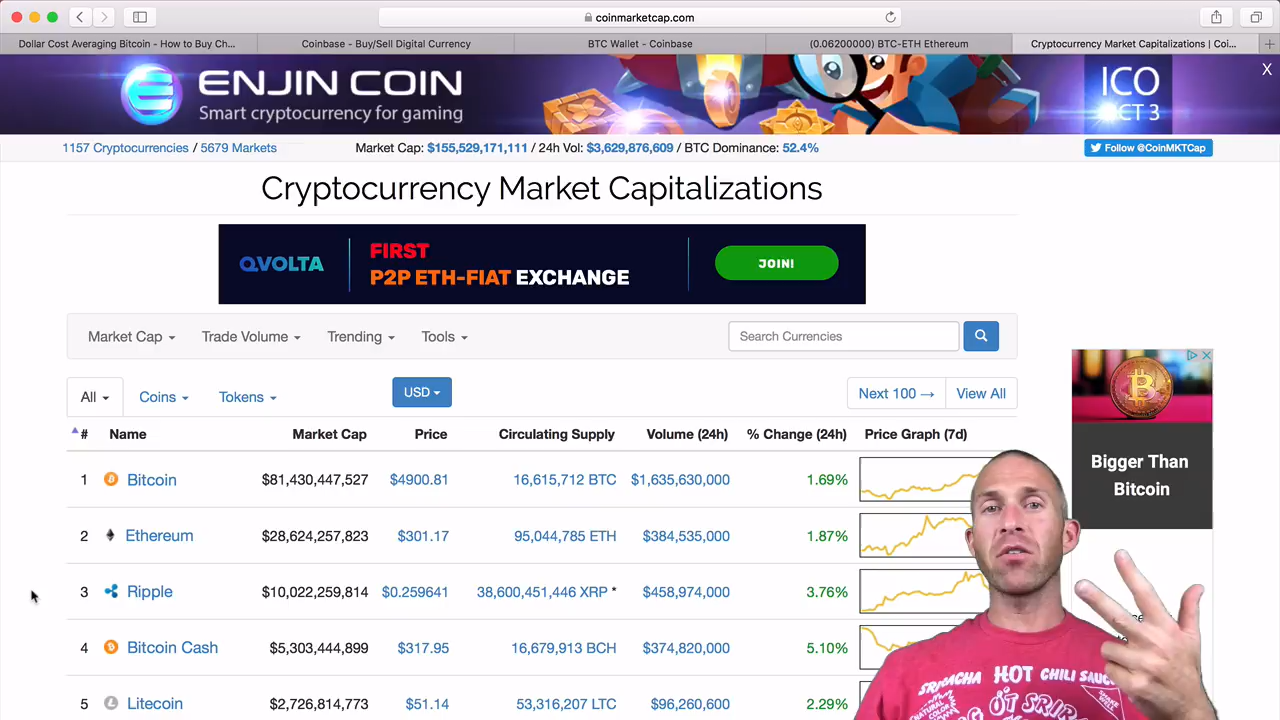 coinmarketcap.com
Dollar Cost Averaging Bitcoin - How to Buy Ch...
Coinbase - Buy/Sell Digital Currency
BTC Wallet - Coinbase
(0.06200000) BTC-ETH Ethereum
Cryptocurrency Market Capitalizations | Coi...
ENJIN COIN
Smart cryptocurrency for gaming
ICO
CT 3
X
1157 Cryptocurrencies / 5679 Markets
Market Cap: $155,529,171,111 / 24h Vol: $3,629,876,609 / BTC Dominance: 52.4%
Follow @CoinMKTCap
Cryptocurrency Market Capitalizations
QVOLTA
FIRST
P2P ETH-FIAT EXCHANGE
JOIN!
Market Cap Trade Volume Trending Tools
Search Currencies
All Coins Tokens USD Next 100 → View All
# Name Market Cap Price Circulating Supply Volume (24h) % Change (24h) Price Graph (7d)
1 Bitcoin $81,430,447,527 $4900.81 16,615,712 BTC $1,635,630,000 1.69%
2 Ethereum $28,624,257,823 $301.17 95,044,785 ETH $384,535,000 1.87%
3 Ripple $10,022,259,814 $0.259641 38,600,451,446 XRP * $458,974,000 3.76%
4 Bitcoin Cash $5,303,444,899 $317.95 16,679,913 BCH $374,820,000 5.10%
5 Litecoin $2,726,814,773 $51.14 53,316,207 LTC $96,260,600 2.29%
Bigger Than
Bitcoin
SRIRACHA HOT CHILI SAUC